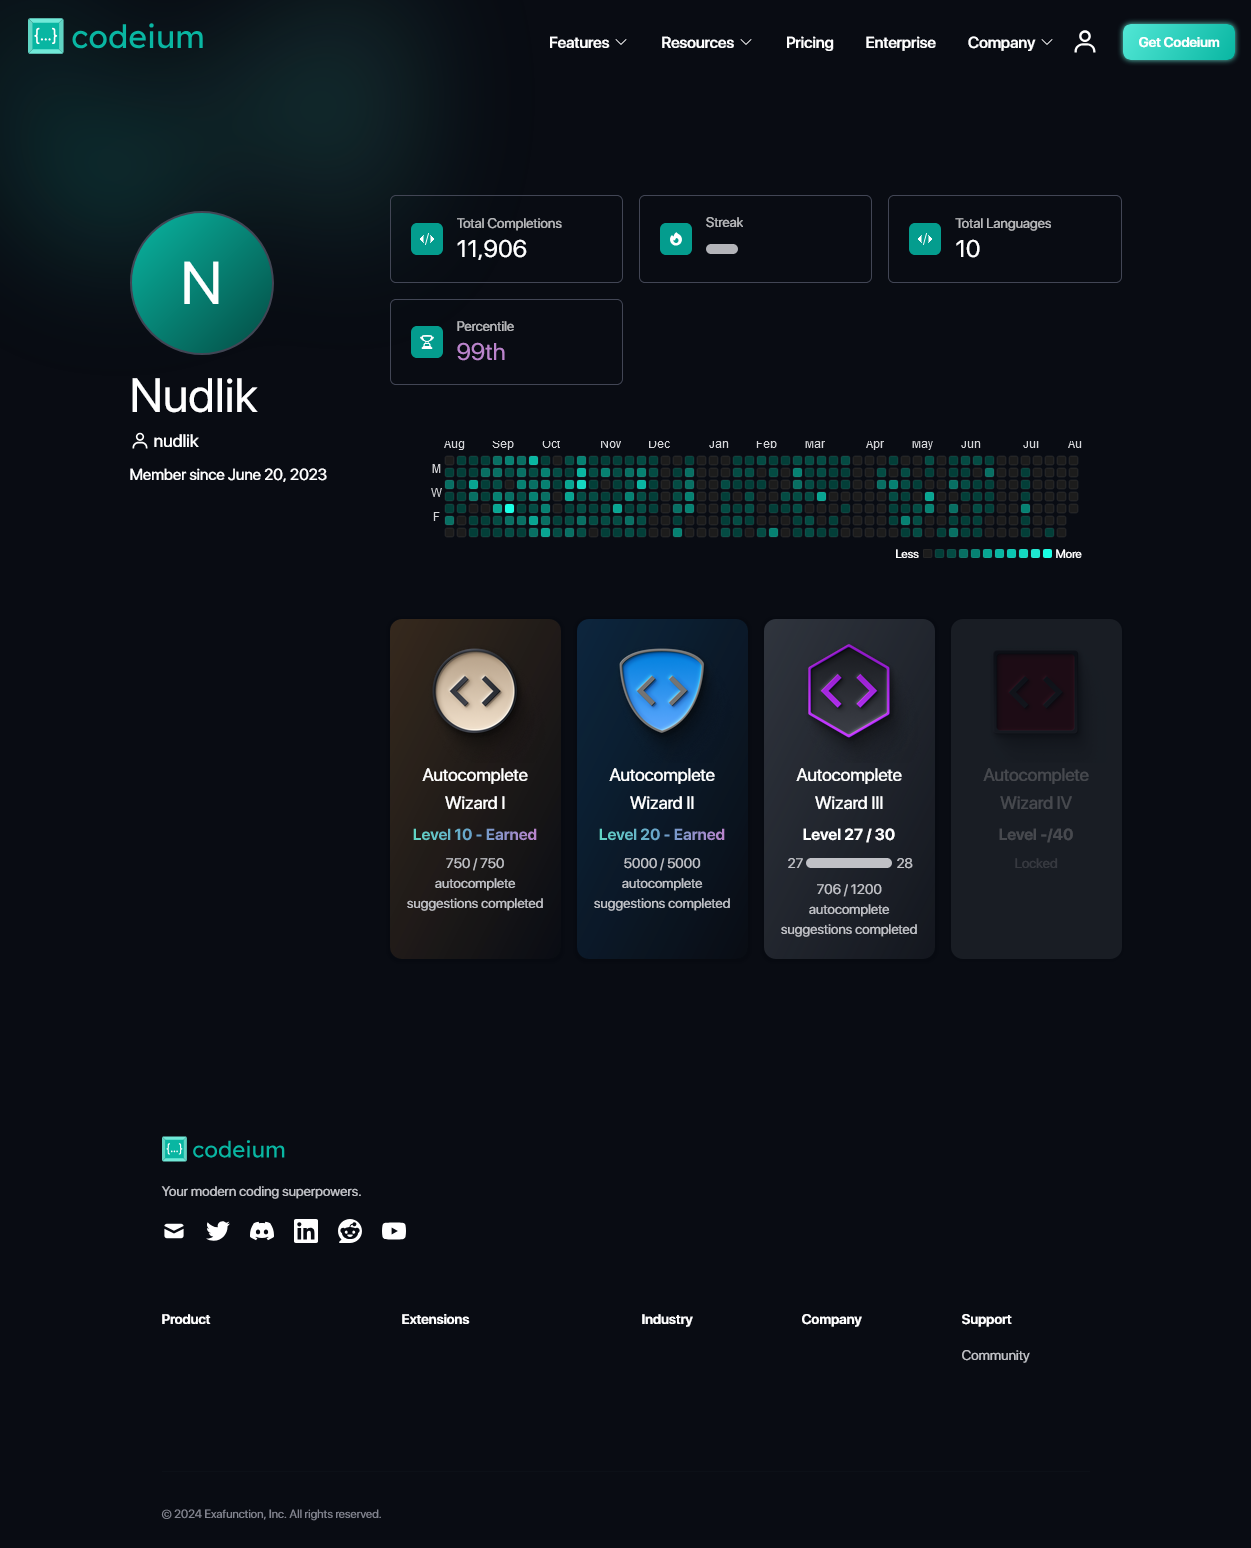 {...} codeium
Features
Resources
Pricing
Enterprise
Company
Get Codeium
N
Nudlik
nudlik
Member since June 20, 2023
Total Completions
11,906
Streak
Total Languages
10
Percentile
99th
Aug Sep Oct Nov Dec Jan Feb Mar Apr May Jun Jul Au
M
W
F
Less
More
Autocomplete
Wizard I
Level 10 - Earned
750 / 750
autocomplete
suggestions completed
Autocomplete
Wizard II
Level 20 - Earned
5000 / 5000
autocomplete
suggestions completed
Autocomplete
Wizard III
Level 27 / 30
27 28
706 / 1200
autocomplete
suggestions completed
Autocomplete
Wizard IV
Level -/40
Locked
{...} codeium
Your modern coding superpowers.
Product
Extensions
Industry
Company
Support
Community
© 2024 Exafunction, Inc. All rights reserved.